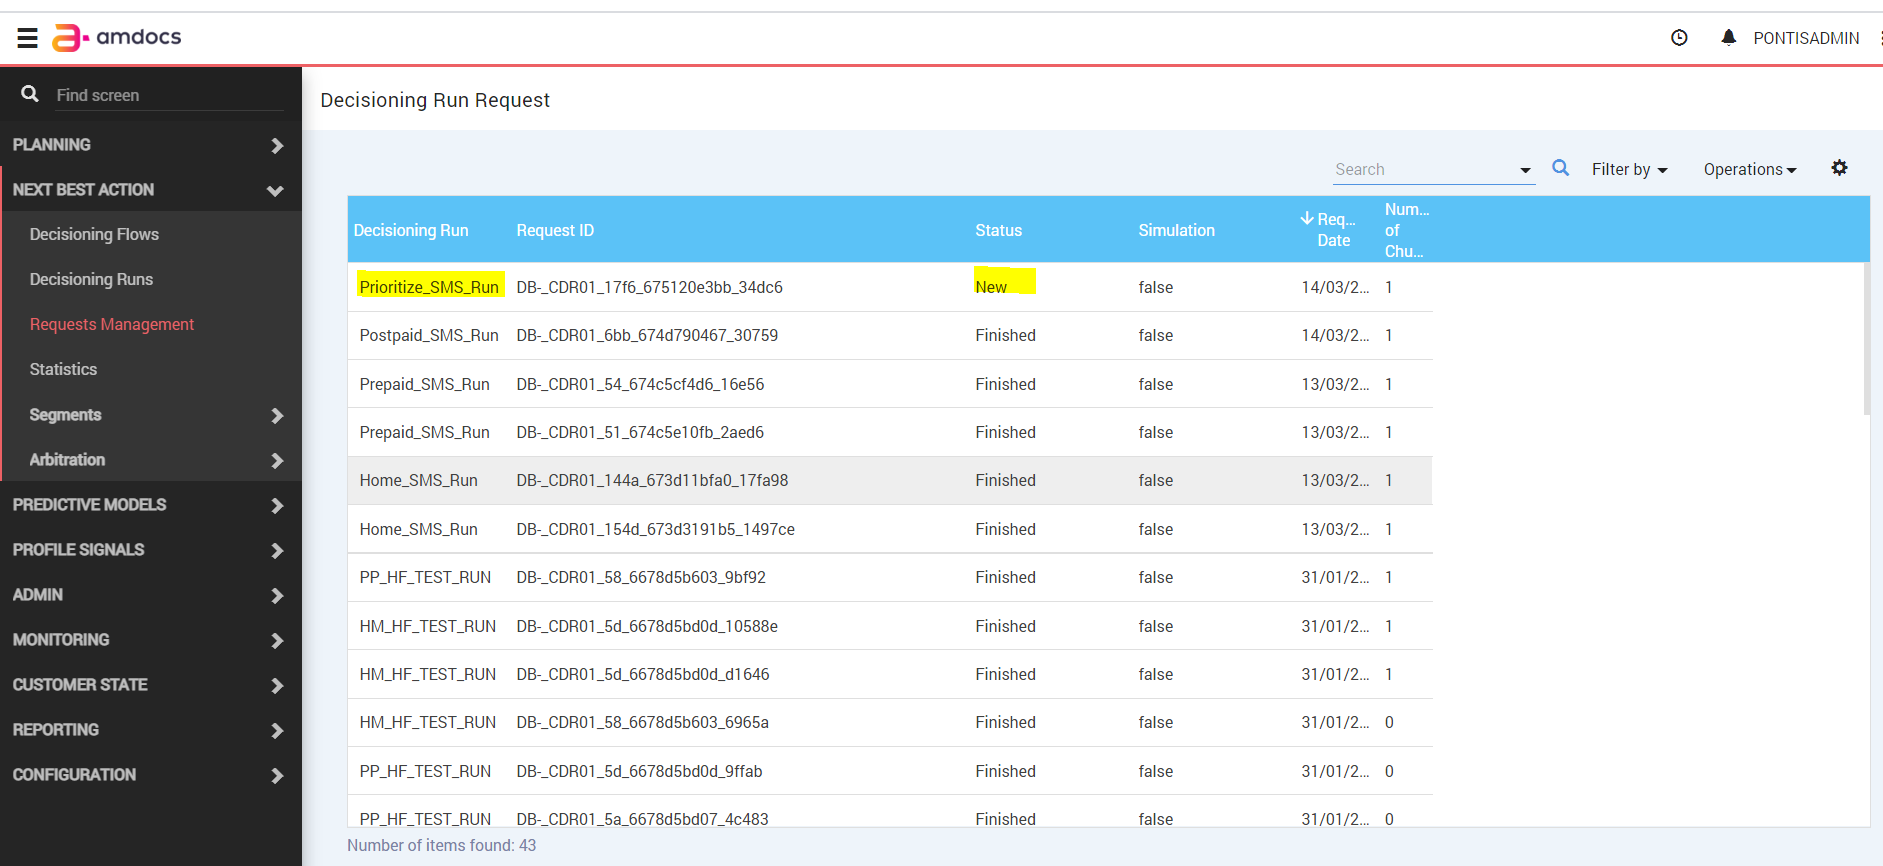 amdocs
PONTISADMIN
Find screen
PLANNING
NEXT BEST ACTION
Decisioning Flows
Decisioning Runs
Requests Management
Statistics
Segments
Arbitration
PREDICTIVE MODELS
PROFILE SIGNALS
ADMIN
MONITORING
CUSTOMER STATE
REPORTING
CONFIGURATION
Decisioning Run Request
Search Filter by Operations
Decisioning Run Request ID Status Simulation Req... Date Num... of Chu...
Prioritize_SMS_Run DB-_CDR01_17f6_675120e3bb_34dc6 New false 14/03/2... 1
Postpaid_SMS_Run DB-_CDR01_6bb_674d790467_30759 Finished false 14/03/2... 1
Prepaid_SMS_Run DB-_CDR01_54_674c5cf4d6_16e56 Finished false 13/03/2... 1
Prepaid_SMS_Run DB-_CDR01_51_674c5e10fb_2aed6 Finished false 13/03/2... 1
Home_SMS_Run DB-_CDR01_144a_673d11bfa0_17fa98 Finished false 13/03/2... 1
Home_SMS_Run DB-_CDR01_154d_673d3191b5_1497ce Finished false 13/03/2... 1
PP_HF_TEST_RUN DB-_CDR01_58_6678d5b603_9bf92 Finished false 31/01/2... 1
HM_HF_TEST_RUN DB-_CDR01_5d_6678d5bd0d_10588e Finished false 31/01/2... 1
HM_HF_TEST_RUN DB-_CDR01_5d_6678d5bd0d_d1646 Finished false 31/01/2... 1
HM_HF_TEST_RUN DB-_CDR01_58_6678d5b603_6965a Finished false 31/01/2... 0
PP_HF_TEST_RUN DB-_CDR01_5d_6678d5bd0d_9ffab Finished false 31/01/2... 0
PP_HF_TEST_RUN DB-_CDR01_5a_6678d5bd07_4c483 Finished false 31/01/2... 0
Number of items found: 43